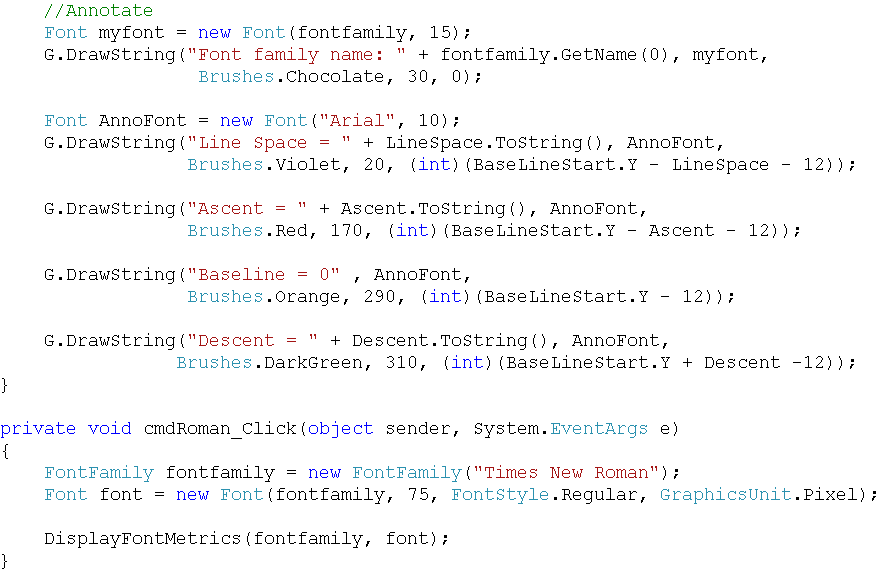 //Annotate
Font myfont = new Font(fontfamily, 15);
G.DrawString("Font family name: " + fontfamily.GetName(0), myfont,
Brushes.Chocolate, 30, 0);
Font AnnoFont = new Font("Arial", 10);
G.DrawString("Line Space = " + LineSpace.ToString(), AnnoFont,
Brushes.Violet, 20, (int)(BaseLineStart.Y - LineSpace - 12));
G.DrawString("Ascent = " + Ascent.ToString(), AnnoFont,
Brushes.Red, 170, (int)(BaseLineStart.Y - Ascent - 12));
G.DrawString("Baseline = 0" , AnnoFont,
Brushes.Orange, 290, (int)(BaseLineStart.Y - 12));
G.DrawString("Descent = " + Descent.ToString(), AnnoFont,
Brushes.DarkGreen, 310, (int)(BaseLineStart.Y + Descent -12));
}
private void cmdRoman_Click(object sender, System.EventArgs e)
{
FontFamily fontfamily = new FontFamily("Times New Roman");
Font font = new Font(fontfamily, 75, FontStyle.Regular, GraphicsUnit.Pixel);
DisplayFontMetrics(fontfamily, font);
}